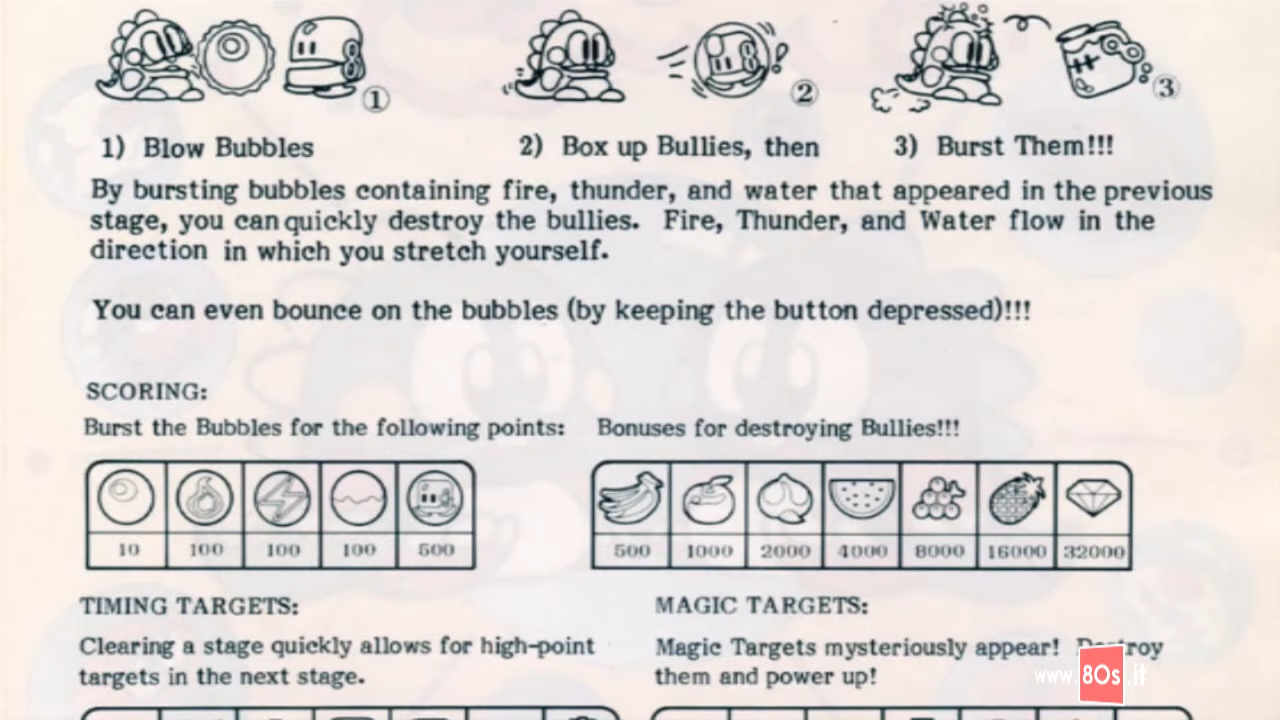 1
2
3
1) Blow Bubbles
2) Box up Bullies, then
3) Burst Them!!!
By bursting bubbles containing fire, thunder, and water that appeared in the previous
stage, you can quickly destroy the bullies. Fire, Thunder, and Water flow in the
direction in which you stretch yourself.
You can even bounce on the bubbles (by keeping the button depressed)!!!
SCORING:
Burst the Bubbles for the following points:
10 100 100 100 500
Bonuses for destroying Bullies!!!
500 1000 2000 4000 8000 16000 32000
TIMING TARGETS:
Clearing a stage quickly allows for high-point
targets in the next stage.
MAGIC TARGETS:
Magic Targets mysteriously appear! Destroy
them and power up!
www.80s.it